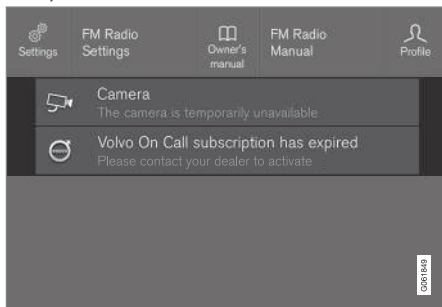 Settings
FM Radio
Settings
Owner's
manual
FM Radio
Manual
Profile
Camera
The camera is temporarily unavailable
Volvo On Call subscription has expired
Please contact your dealer to activate
G061849